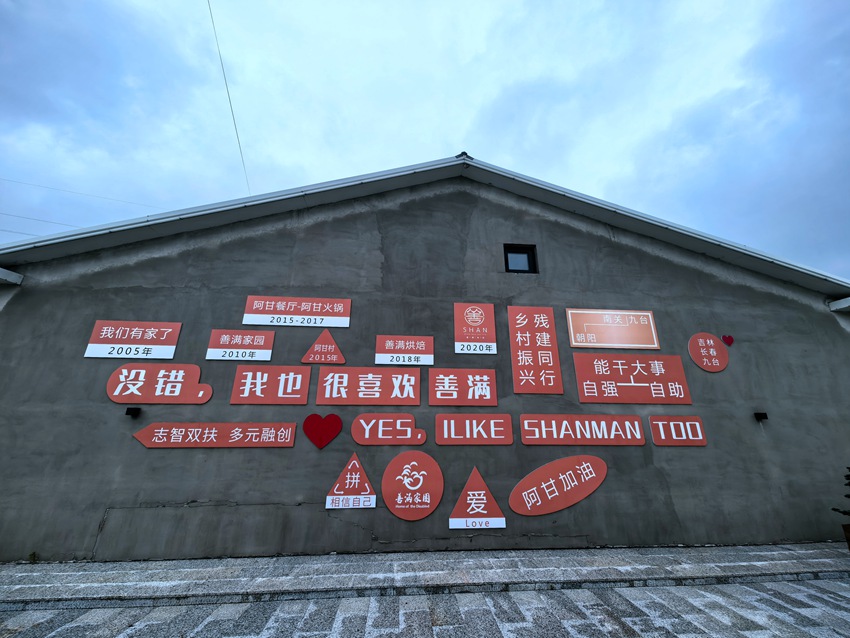 阿甘餐厅-阿甘火锅
2015-2017
我们有家了
2005年
善满家园
2010年
阿甘村
2015年
善满烘焙
2018年
善
SHAN
2020年
乡村振兴
残建同行
南关 九台
朝阳
吉林
长春
九台
能干大事
自强——自助
没错，我也很喜欢善满
志智双扶 多元融创
YES, ILIKE SHANMAN TOO
拼
相信自己
善满家园
Home of the Disabled
爱
Love
阿甘加油